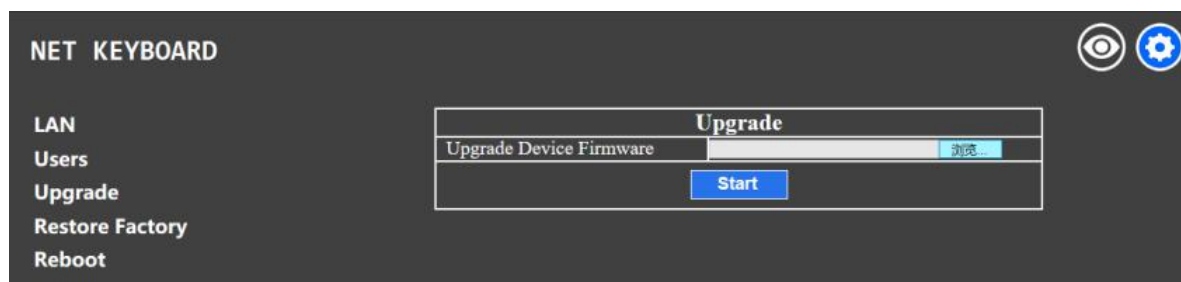 NET KEYBOARD
LAN
Users
Upgrade
Restore Factory
Reboot
Upgrade
Upgrade Device Firmware 浏览...
Start